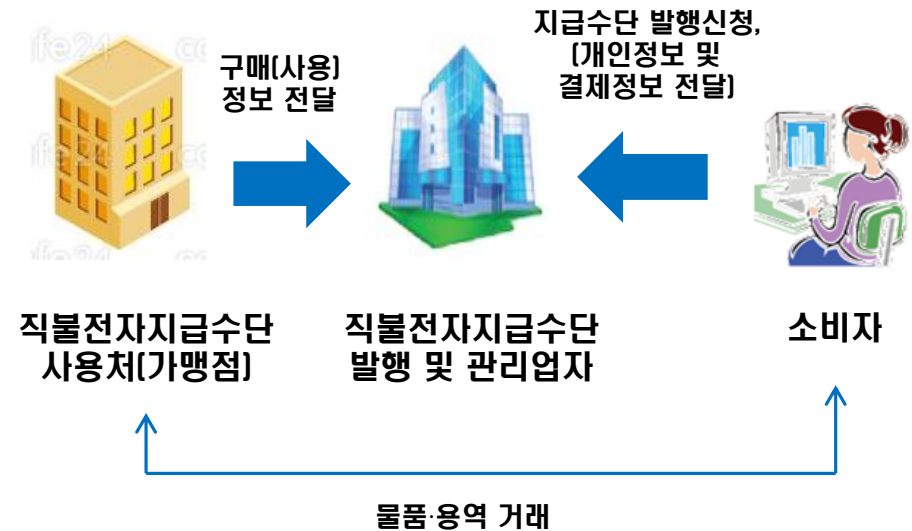 구매(사용)
정보 전달
지급수단 발행신청,
(개인정보 및
결제정보 전달)
직불전자지급수단
사용처(가맹점)
직불전자지급수단
발행 및 관리업자
소비자
물품·용역 거래